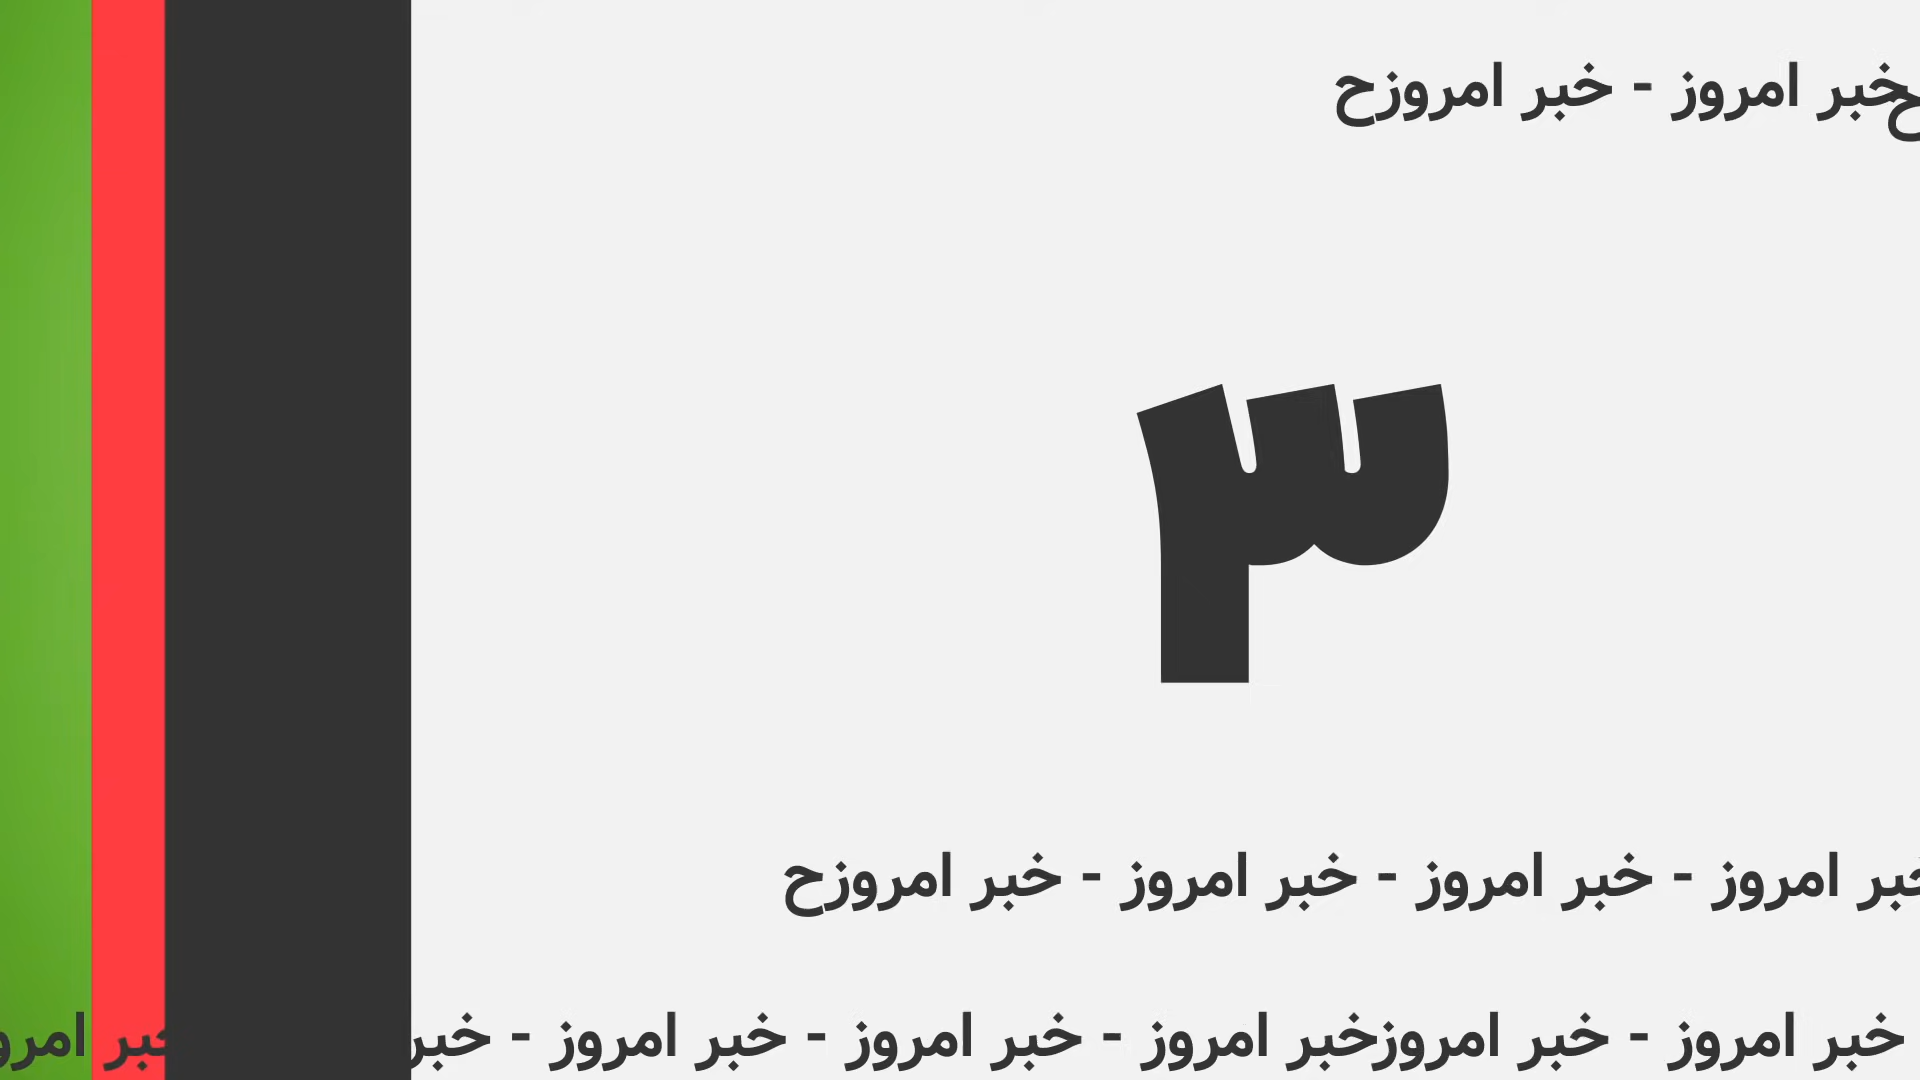 خبر امروز - خبر امروزح
۳
خبر امروز - خبر امروز - خبر امروز - خبر امروزح
خبر امروز - خبر امروزخبر امروز - خبر امروز - خبر امروز - خبر